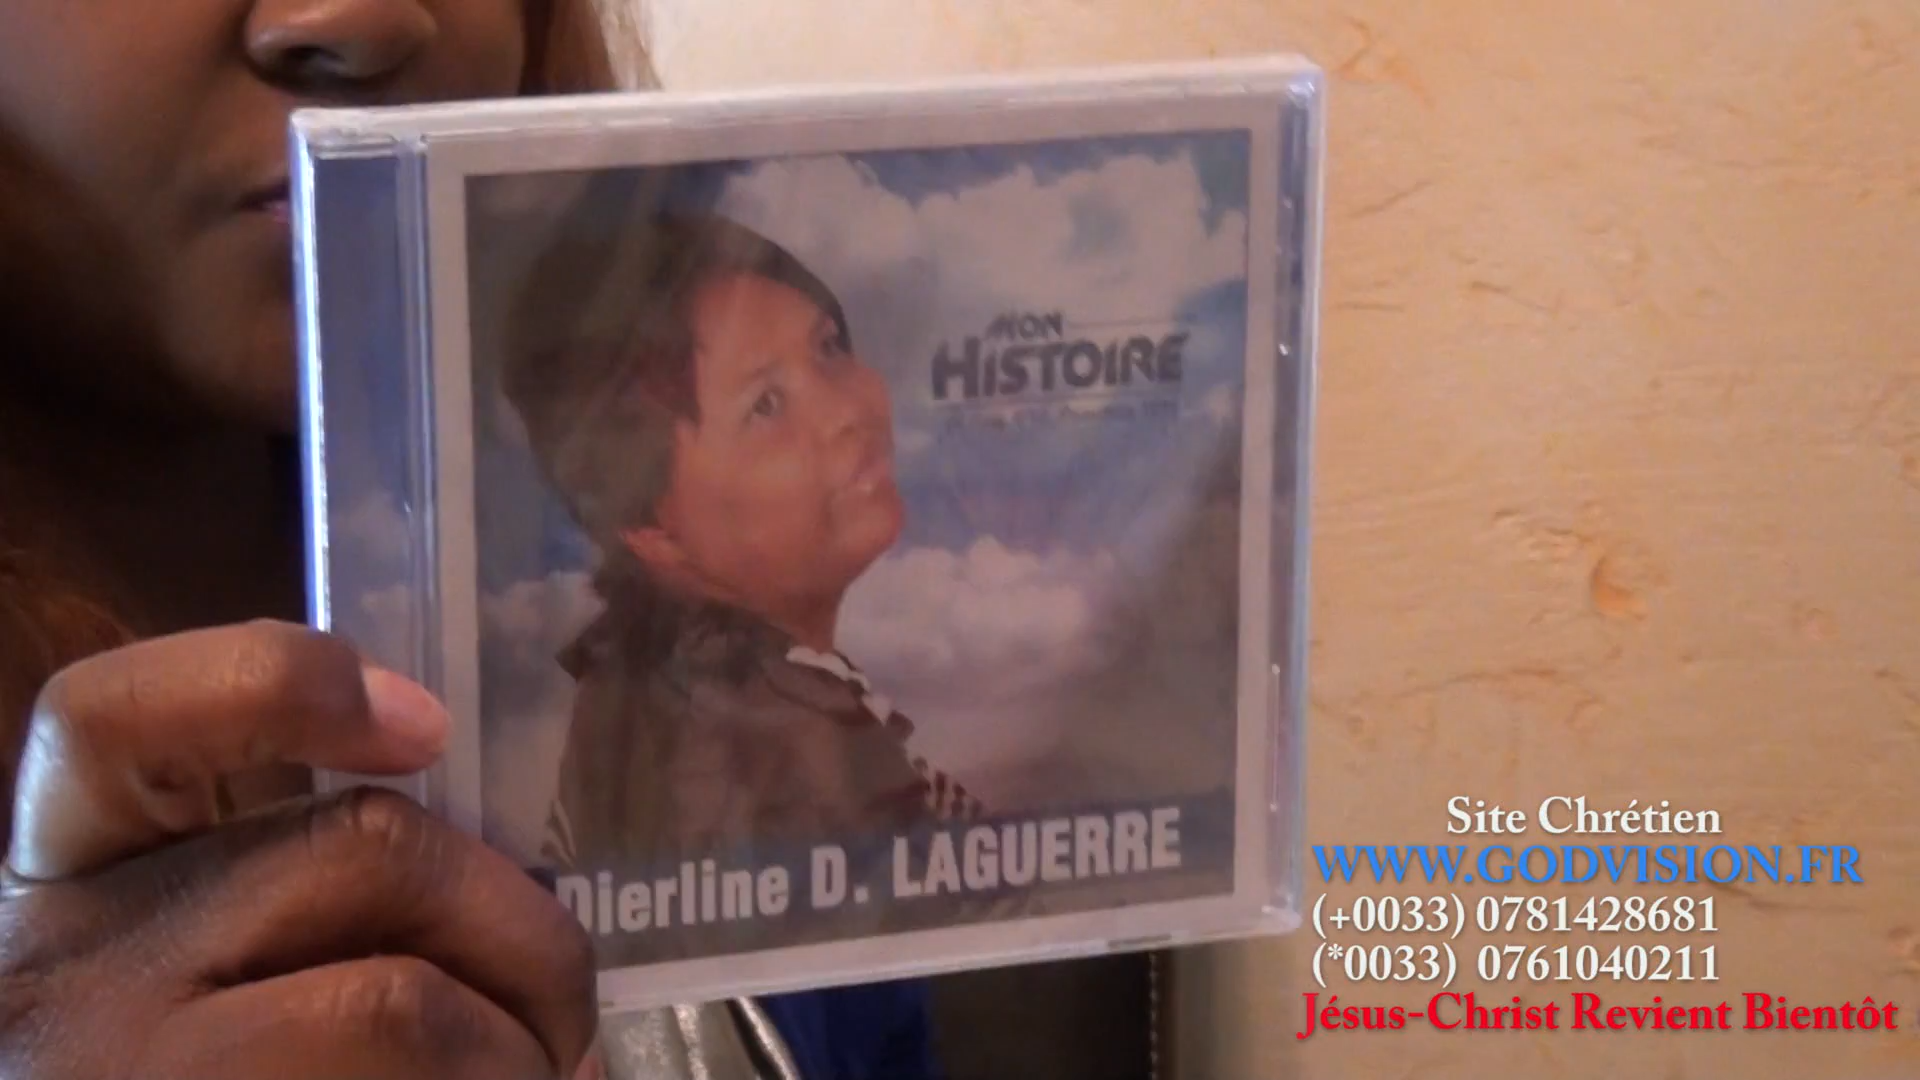 MON
HISTOIRE
Dierline D. LAGUERRE
Site Chrétien
WWW.GODVISION.FR
(+0033) 0781428681
(*0033) 0761040211
Jésus-Christ Revient Bientôt